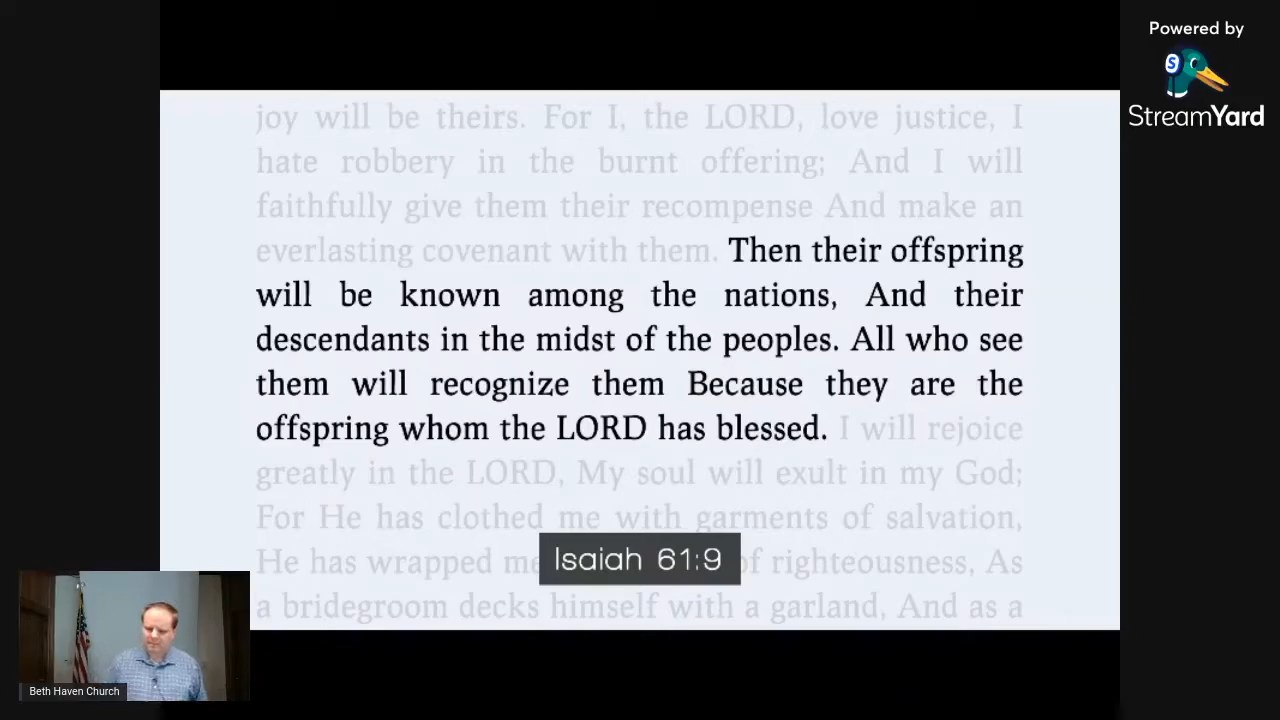 Powered by
S
StreamYard
joy will be theirs. For I, the LORD, love justice, I
hate robbery in the burnt offering; And I will
faithfully give them their recompense And make an
everlasting covenant with them. Then their offspring
will be known among the nations, And their
descendants in the midst of the peoples. All who see
them will recognize them Because they are the
offspring whom the LORD has blessed. I will rejoice
greatly in the LORD, My soul will exult in my God;
For He has clothed me with garments of salvation,
He has wrapped me of righteousness, As
Isaiah 61:9
a bridegroom decks himself with a garland, And as a
Beth Haven Church